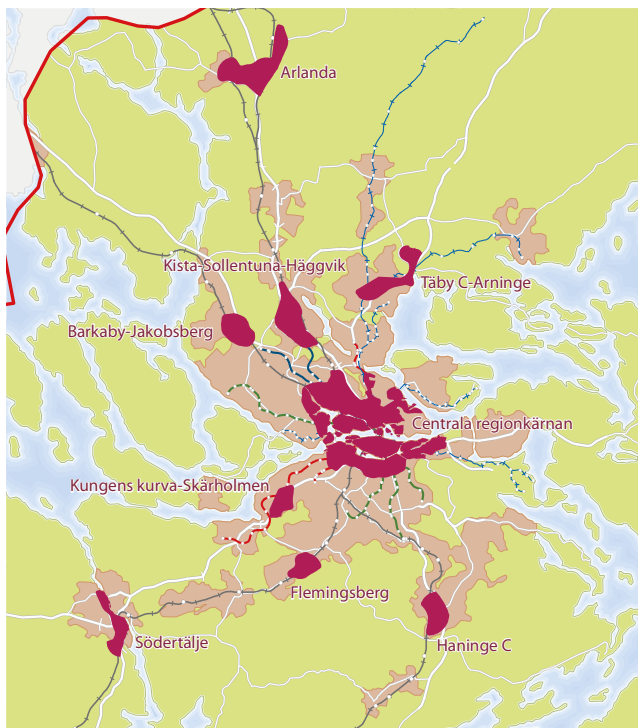 Arlanda
Kista-Sollentuna-Häggvik
Täby C-Arninge
Barkaby-Jakobsberg
Centrala regionkärnan
Kungens kurva-Skärholmen
Flemingsberg
Södertälje
Haninge C